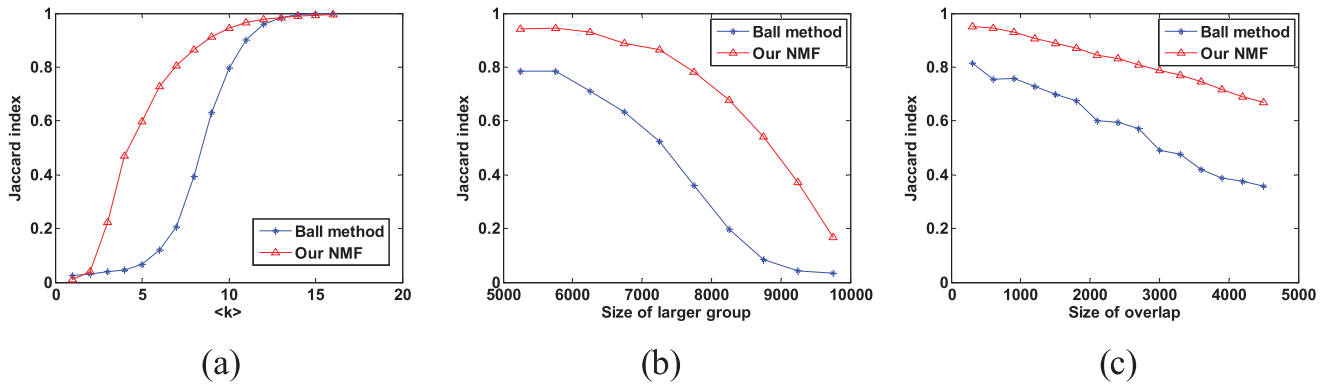 1
0.8
0.6
0.4
0.2
0
Jaccard index
0 5 10 15 20
<k>
Ball method
Our NMF
(a)
1
0.8
0.6
0.4
0.2
0
Jaccard index
5000 6000 7000 8000 9000 10000
Size of larger group
Ball method
Our NMF
(b)
1
0.8
0.6
0.4
0.2
0
Jaccard index
0 1000 2000 3000 4000 5000
Size of overlap
Ball method
Our NMF
(c)